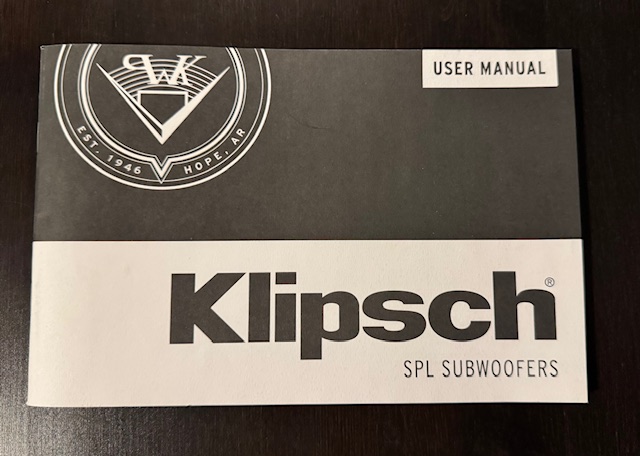 PWK
EST. 1946
HOPE, AR
USER MANUAL
Klipsch®
SPL SUBWOOFERS